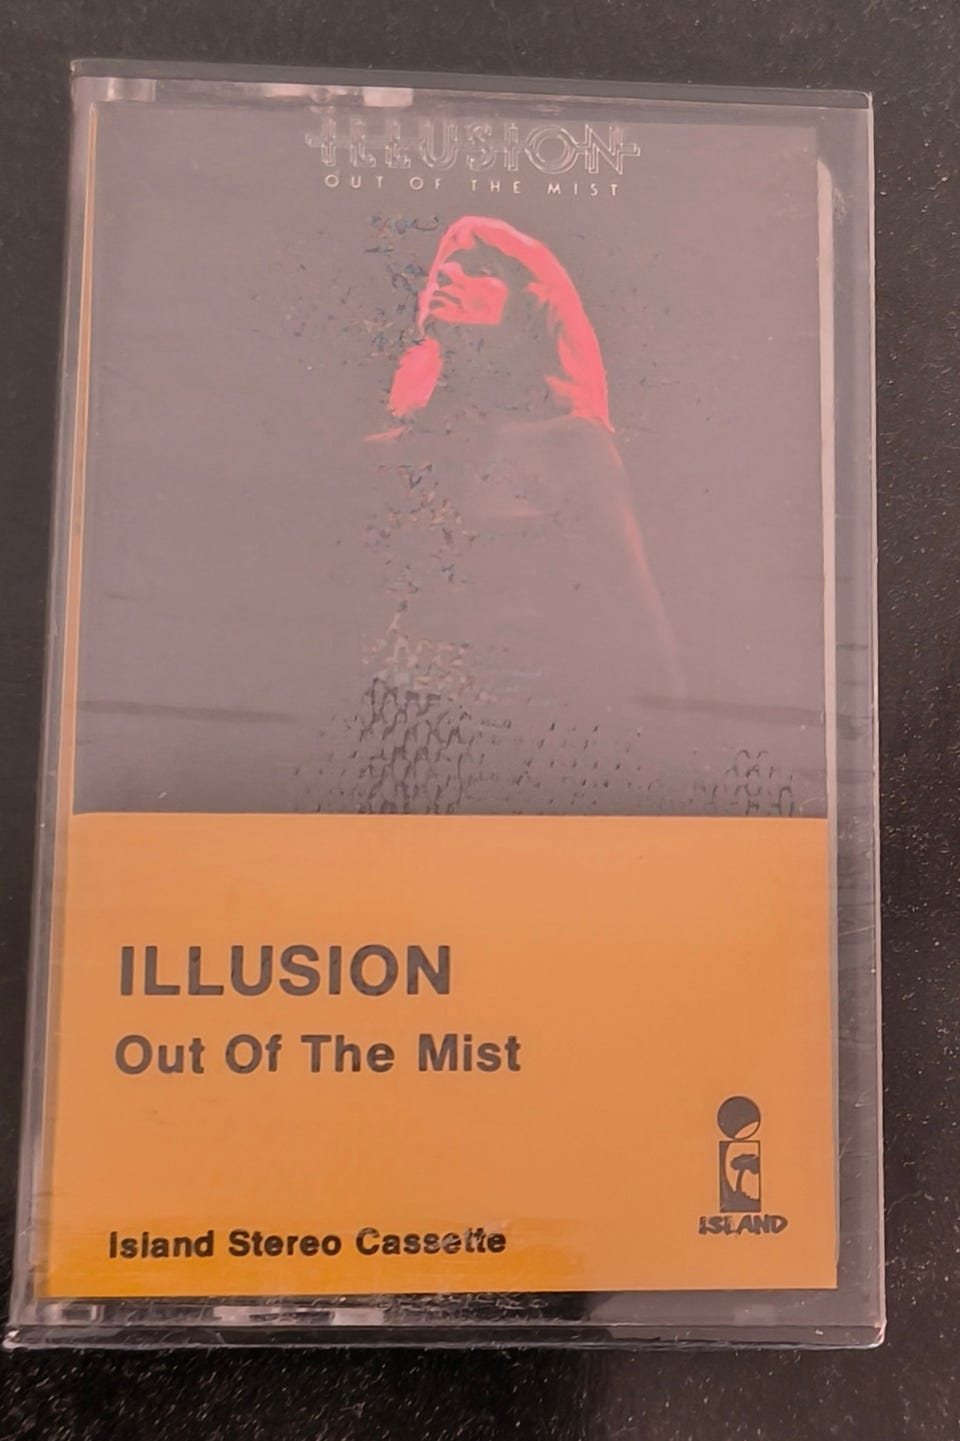 ILLUSION
OUT OF THE MIST
ILLUSION
Out Of The Mist
ISLAND
Island Stereo Cassette